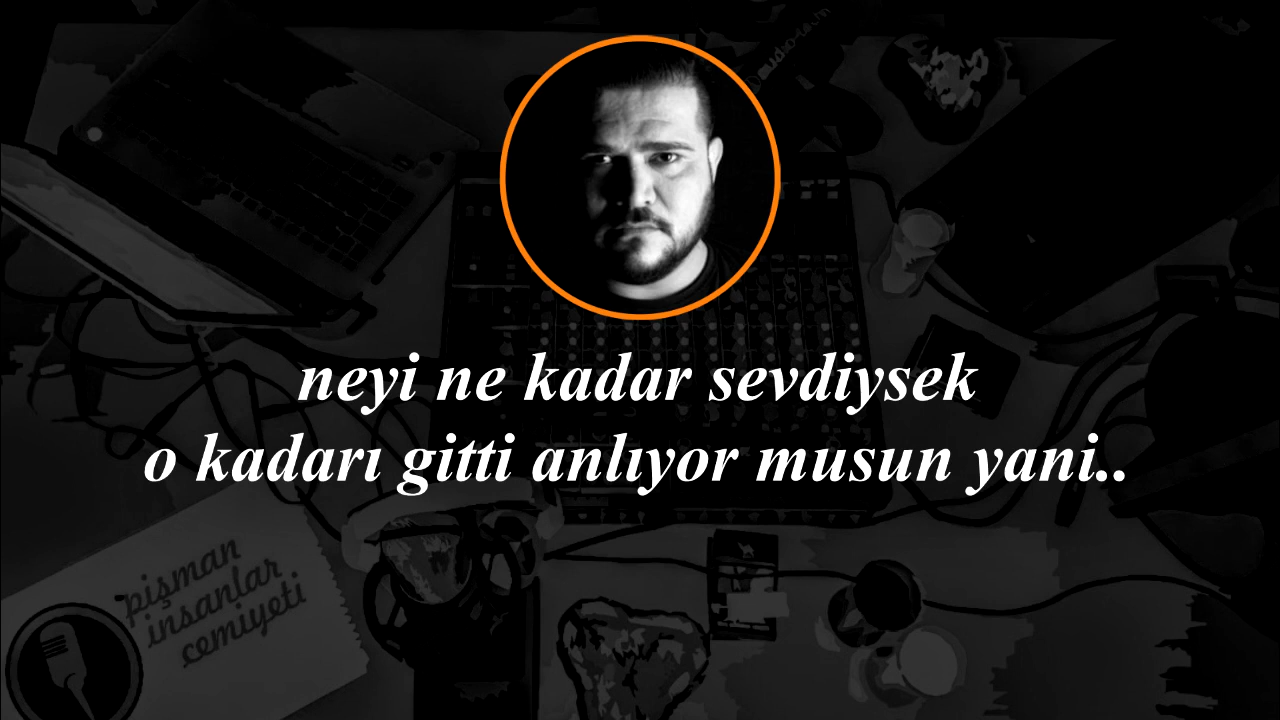 neyi ne kadar sevdiysek
o kadarı gitti anlıyor musun yani..
pişman
insanlar
cemiyeti